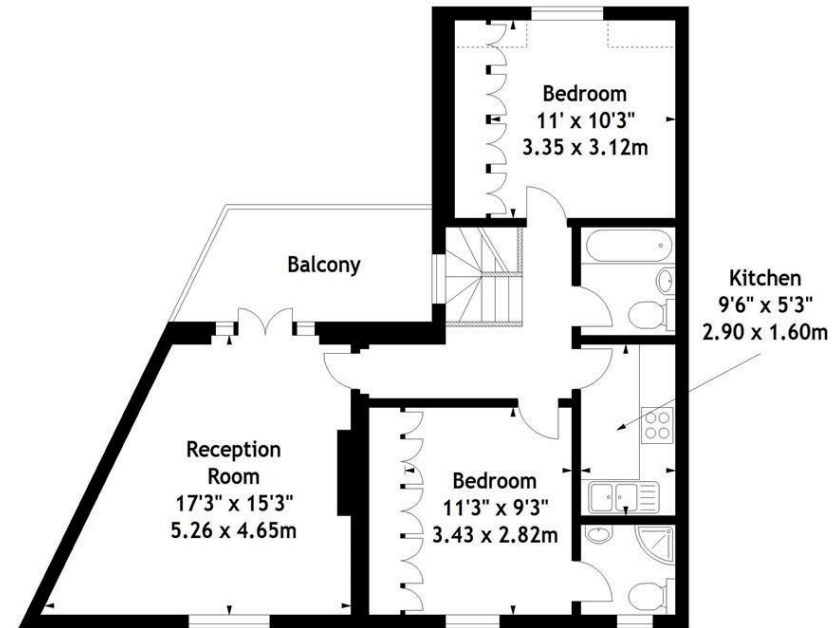 Bedroom
11' x 10'3"
3.35 x 3.12m
Balcony
Kitchen
9'6" x 5'3"
2.90 x 1.60m
Reception
Room
17'3" x 15'3"
5.26 x 4.65m
Bedroom
11'3" x 9'3"
3.43 x 2.82m